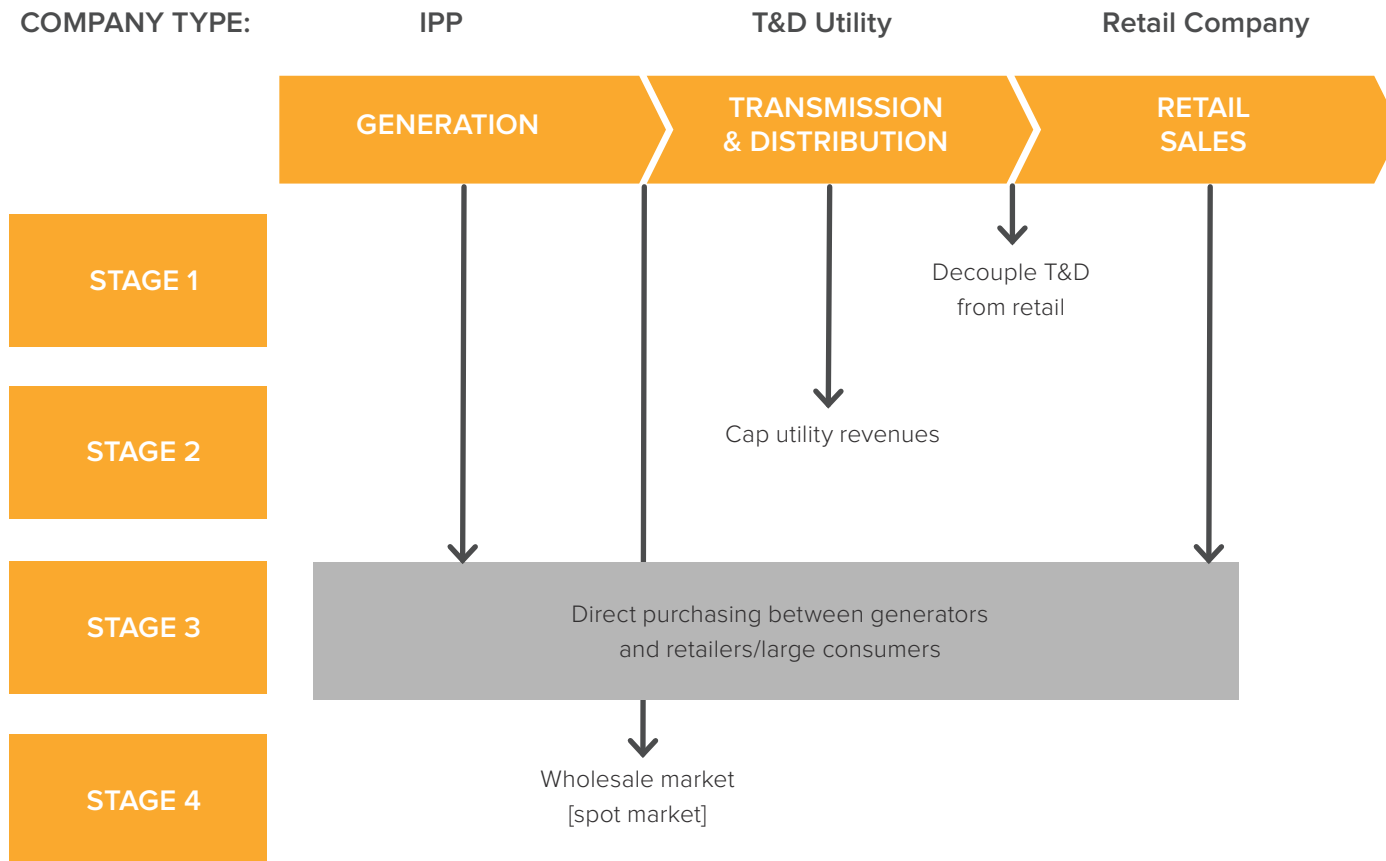 COMPANY TYPE:
IPP
T&D Utility
Retail Company
GENERATION
TRANSMISSION
& DISTRIBUTION
RETAIL
SALES
STAGE 1
Decouple T&D
from retail
STAGE 2
Cap utility revenues
STAGE 3
Direct purchasing between generators
and retailers/large consumers
STAGE 4
Wholesale market
[spot market]